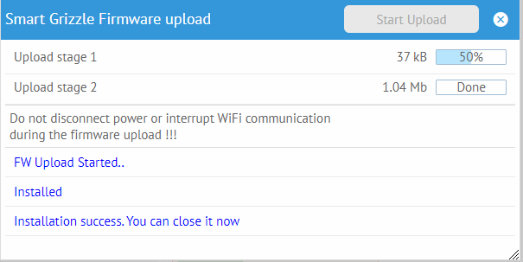 Smart Grizzle Firmware upload Start Upload
Upload stage 1 37 kB 50%
Upload stage 2 1.04 Mb Done
Do not disconnect power or interrupt WiFi communication
during the firmware upload !!!
FW Upload Started..
Installed
Installation success. You can close it now